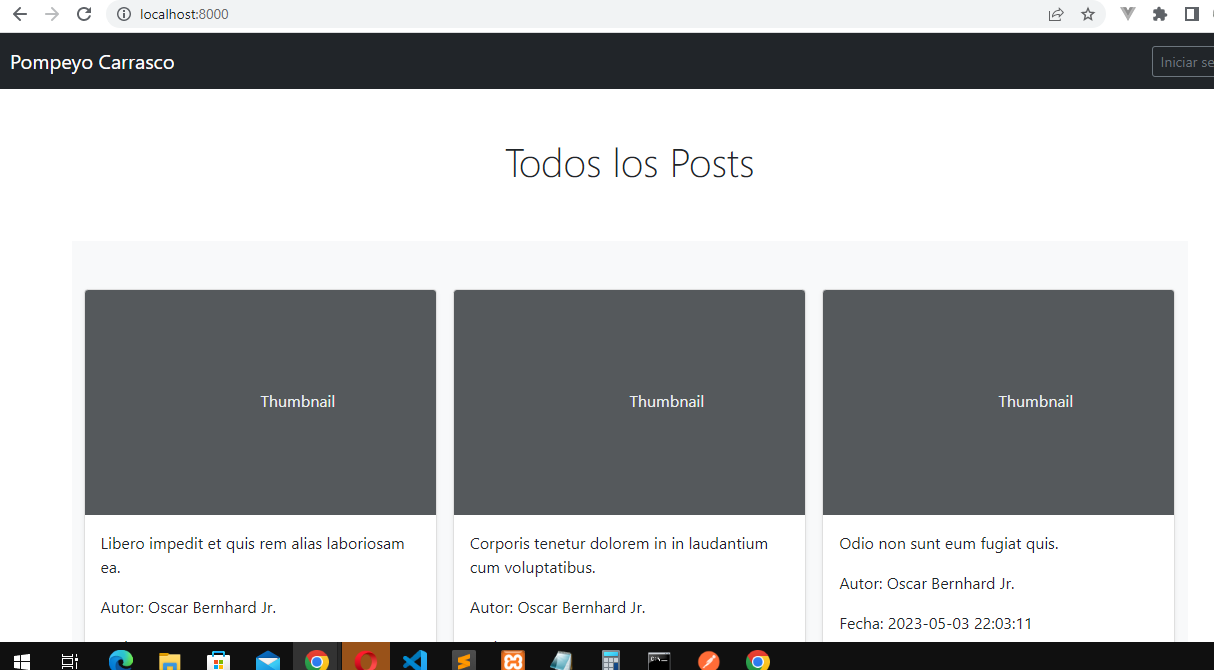 localhost:8000
Pompeyo Carrasco
Iniciar se
Todos los Posts
Thumbnail
Thumbnail
Thumbnail
Libero impedit et quis rem alias laboriosam
ea.
Autor: Oscar Bernhard Jr.
Corporis tenetur dolorem in in laudantium
cum voluptatibus.
Autor: Oscar Bernhard Jr.
Odio non sunt eum fugiat quis.
Autor: Oscar Bernhard Jr.
Fecha: 2023-05-03 22:03:11